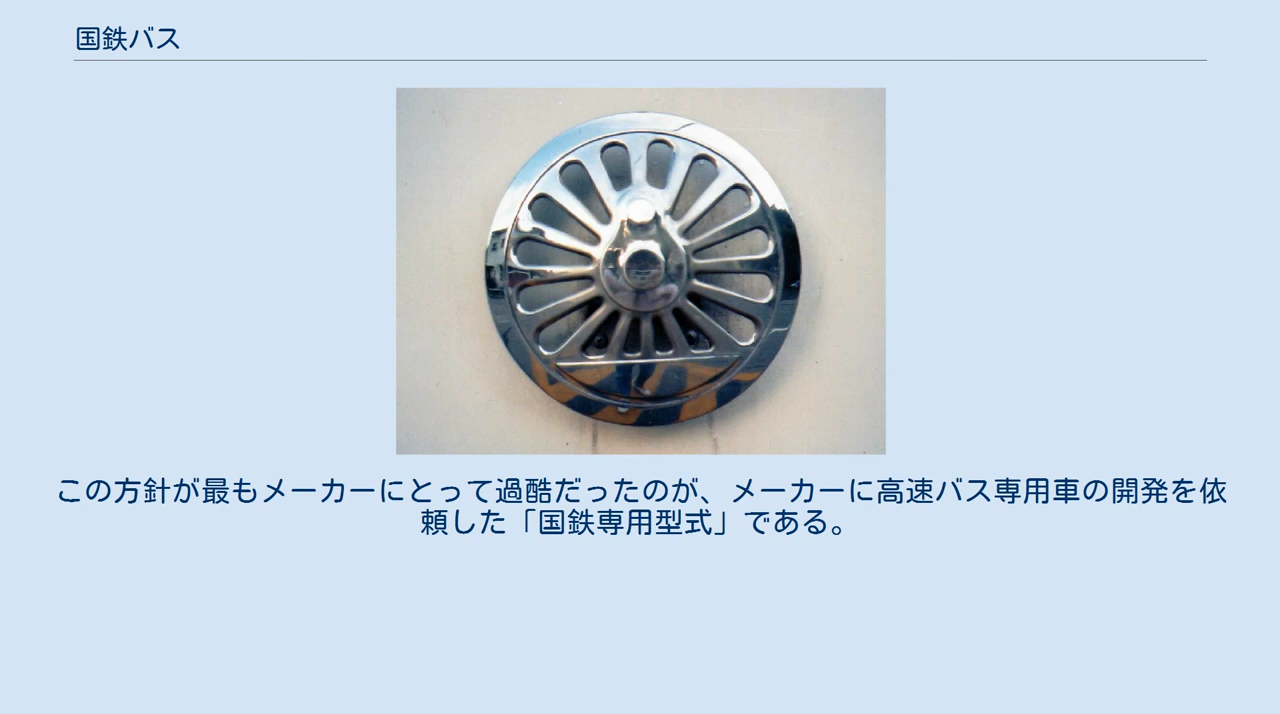 国鉄バス
この方針が最もメーカーにとって過酷だったのが、メーカーに高速バス専用車の開発を依
頼した「国鉄専用型式」である。